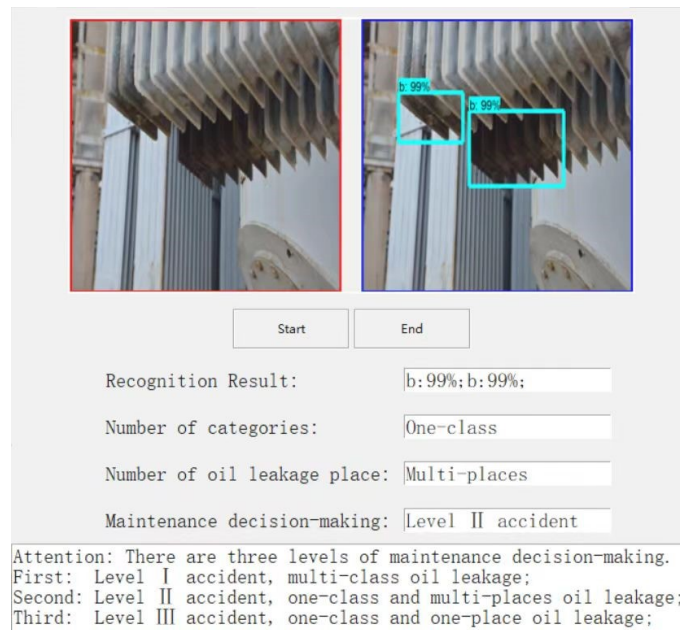 b: 99%
b: 99%
Start
End
Recognition Result: b:99%;b:99%;
Number of categories: One-class
Number of oil leakage place: Multi-places
Maintenance decision-making: Level Ⅱ accident
Attention: There are three levels of maintenance decision-making.
First: Level Ⅰ accident, multi-class oil leakage;
Second: Level Ⅱ accident, one-class and multi-places oil leakage;
Third: Level Ⅲ accident, one-class and one-place oil leakage;